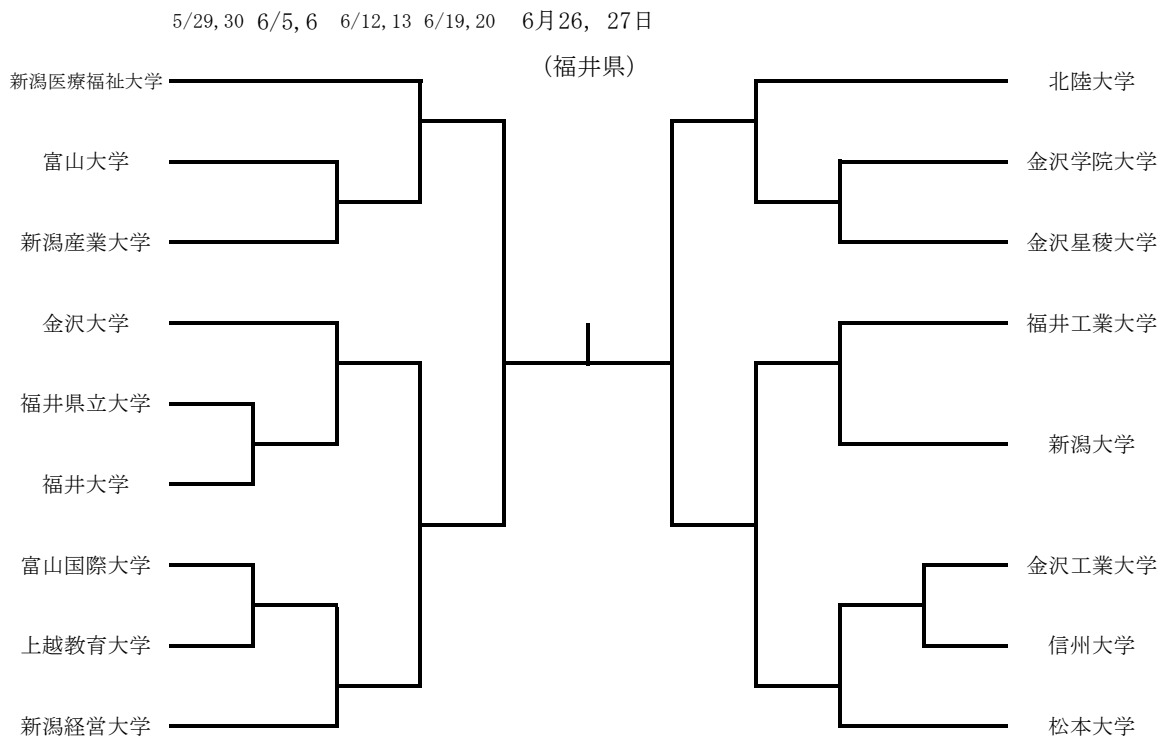 5/29,30 6/5,6 6/12,13 6/19,20 6月26, 27日
（福井県）
新潟医療福祉大学
富山大学
新潟産業大学
金沢大学
福井県立大学
福井大学
富山国際大学
上越教育大学
新潟経営大学
北陸大学
金沢学院大学
金沢星稜大学
福井工業大学
新潟大学
金沢工業大学
信州大学
松本大学